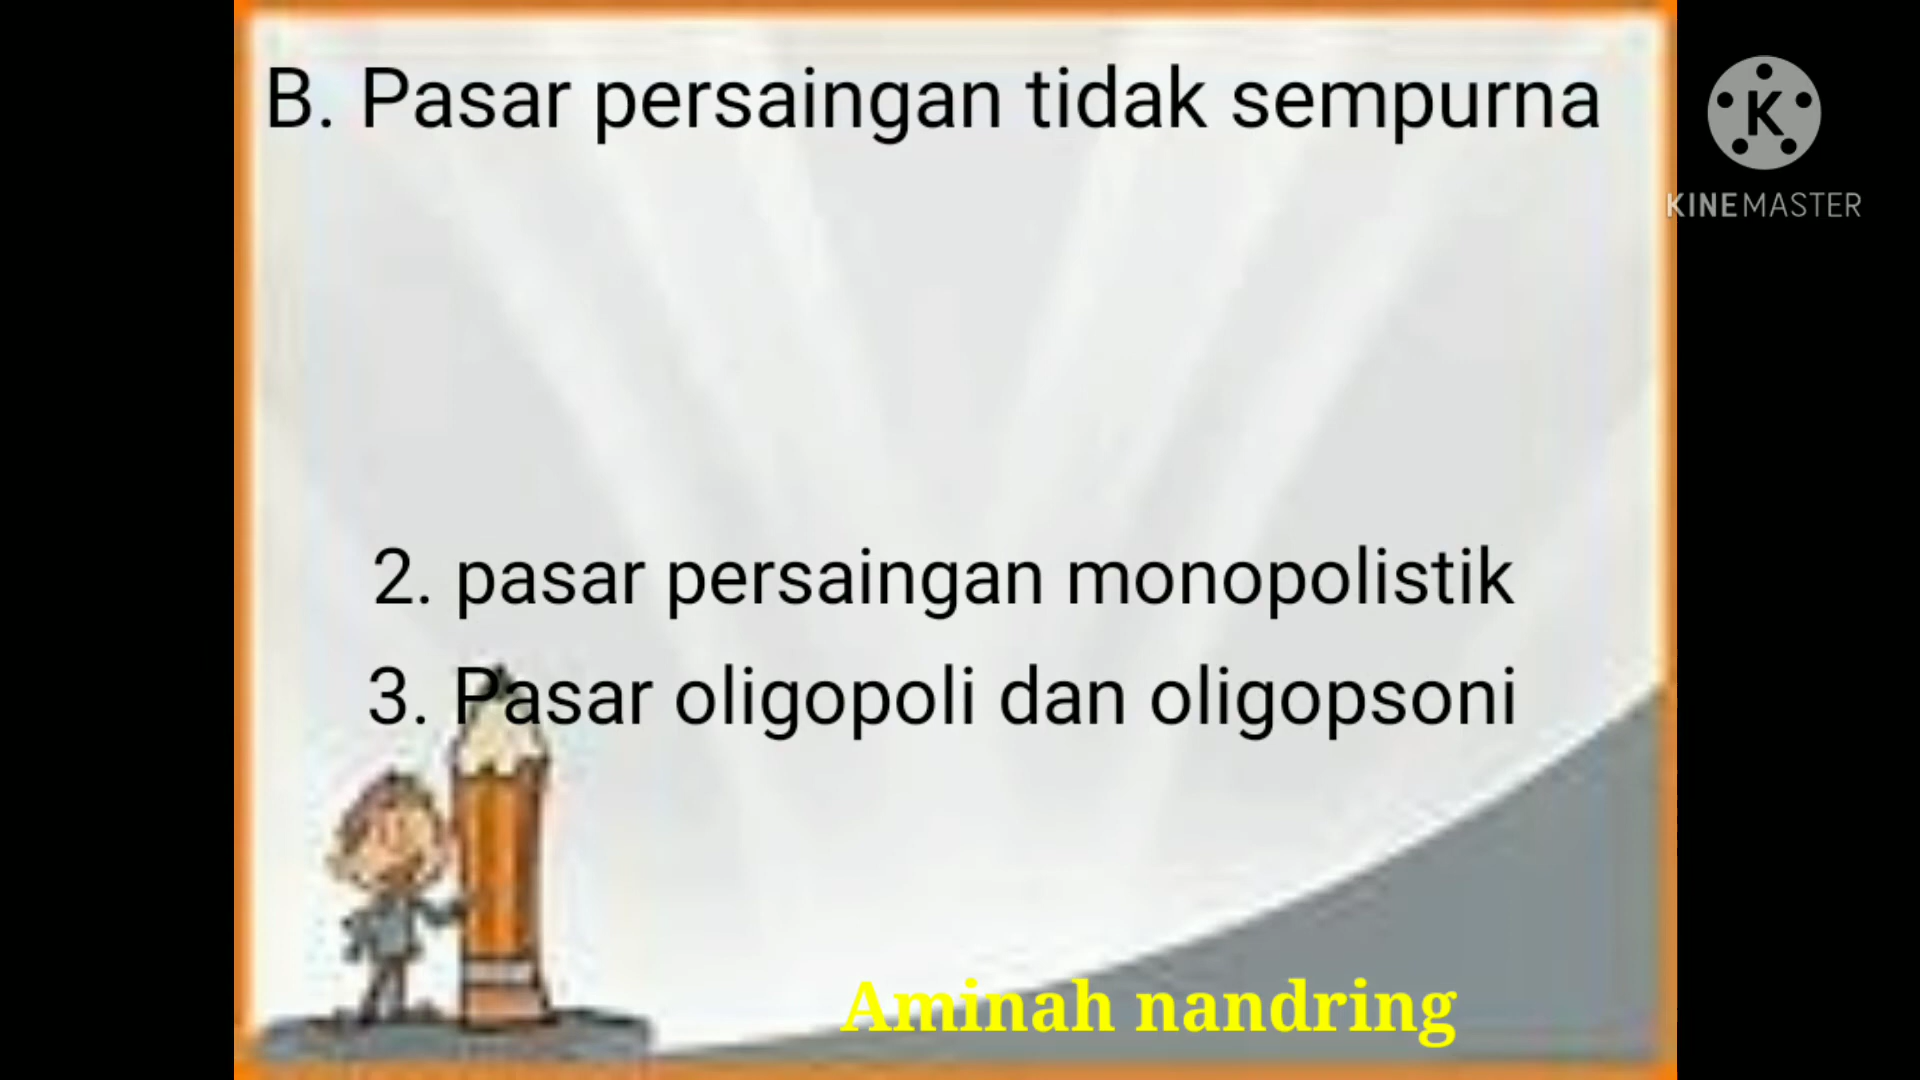 B. Pasar persaingan tidak sempurna
K
KINEMASTER
2. pasar persaingan monopolistik
3. Pasar oligopoli dan oligopsoni
Aminah nandring